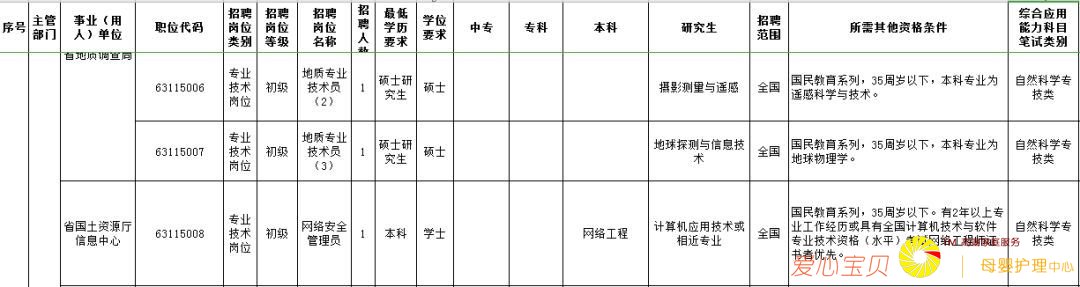 序号 主管部门 事业（用人）单位 职位代码 招聘岗位类别 招聘岗位等级 招聘岗位名称 招聘人数 最低学历要求 学位要求 中专 专科 本科 研究生 招聘范围 所需其他资格条件 综合应用能力科目笔试类别
省地质调查局
63115006 专业技术岗位 初级 地质专业技术员（2） 1 硕士研究生 硕士 摄影测量与遥感 全国 国民教育系列，35周岁以下，本科专业为遥感科学与技术。 自然科学专技类
63115007 专业技术岗位 初级 地质专业技术员（3） 1 硕士研究生 硕士 地球探测与信息技术 全国 国民教育系列，35周岁以下，本科专业为地球物理学。 自然科学专技类
省国土资源厅信息中心 63115008 专业技术岗位 初级 网络安全管理员 1 本科 学士 网络工程 计算机应用技术或相近专业 全国 国民教育系列，35周岁以下。有2年以上专业工作经历或具有全国计算机技术与软件专业技术资格（水平）网络工程师书者优先。 自然科学专技类
爱心宝贝 母婴护理中心